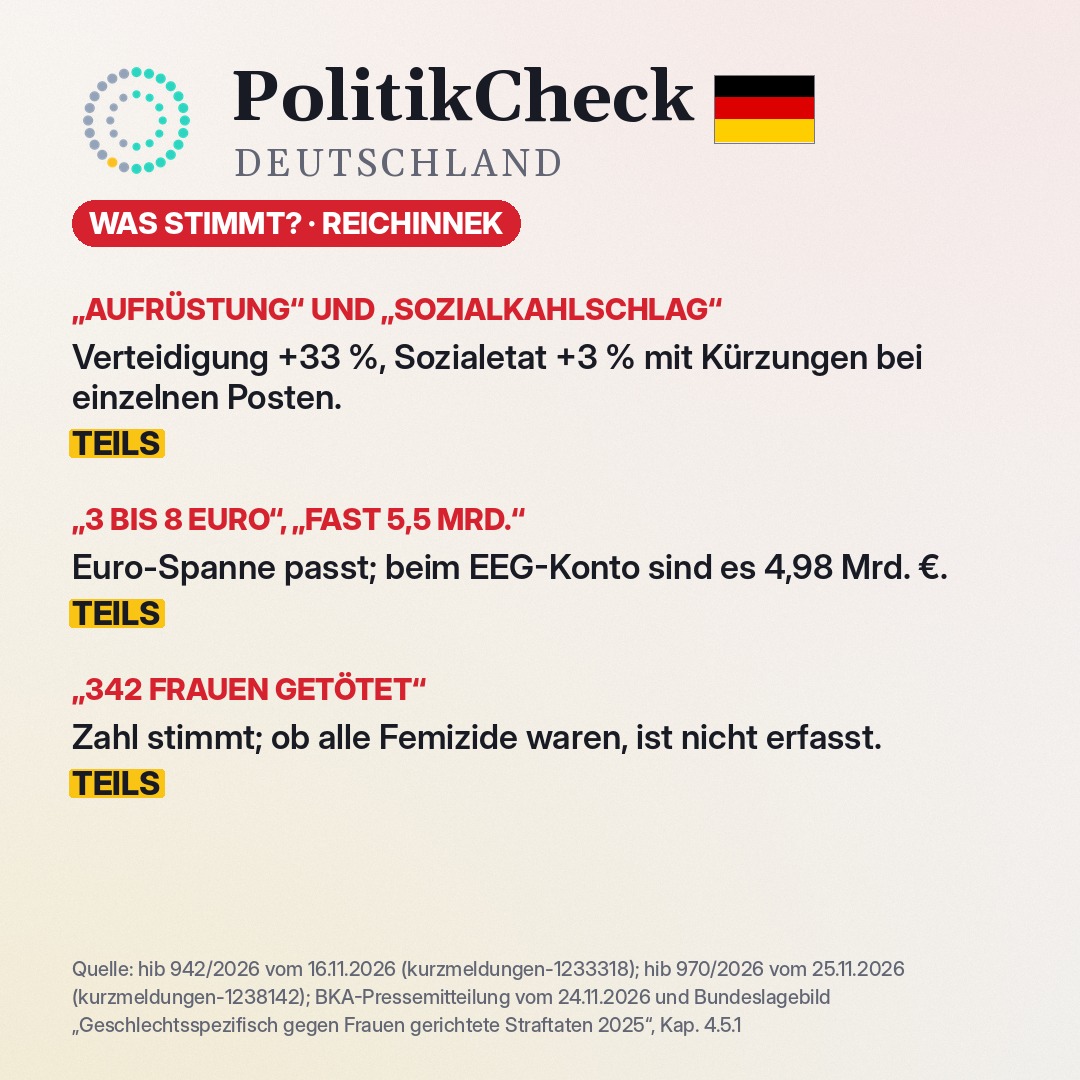 PolitikCheck
DEUTSCHLAND
WAS STIMMT? · REICHINNEK
„AUFRÜSTUNG“ UND „SOZIALKAHLSCHLAG“
Verteidigung +33 %, Sozialetat +3 % mit Kürzungen bei
einzelnen Posten.
TEILS
„3 BIS 8 EURO“, „FAST 5,5 MRD.“
Euro-Spanne passt; beim EEG-Konto sind es 4,98 Mrd. €.
TEILS
„342 FRAUEN GETÖTET“
Zahl stimmt; ob alle Femizide waren, ist nicht erfasst.
TEILS
Quelle: hib 942/2026 vom 16.11.2026 (kurzmeldungen-1233318); hib 970/2026 vom 25.11.2026
(kurzmeldungen-1238142); BKA-Pressemitteilung vom 24.11.2026 und Bundeslagebild
„Geschlechtsspezifisch gegen Frauen gerichtete Straftaten 2025“, Kap. 4.5.1